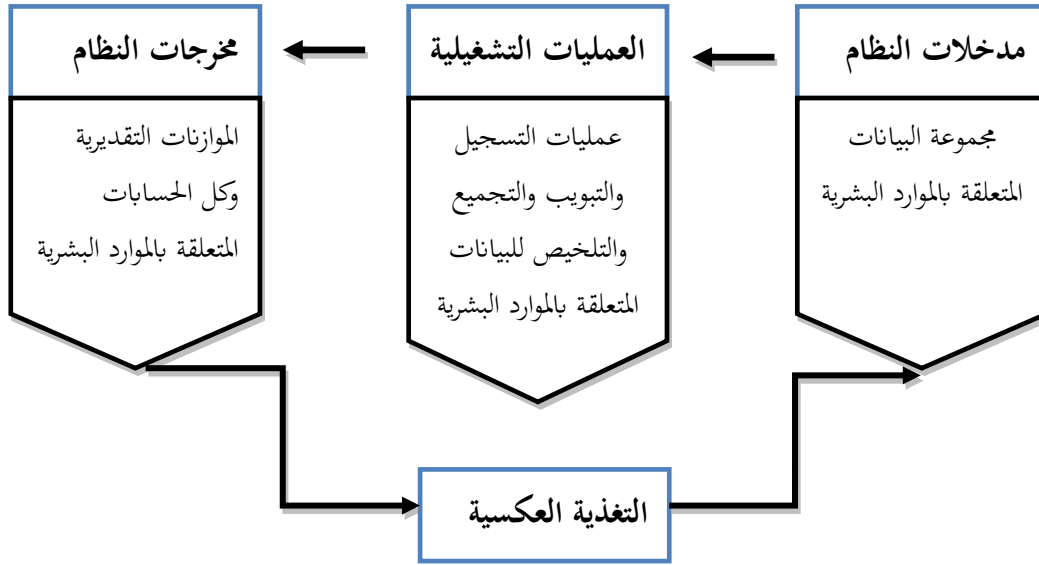 مدخلات النظام
مجموعة البيانات
المتعلقة بالموارد البشرية
العمليات التشغيلية
عمليات التسجيل
والتبويب والتجميع
والتلخيص للبيانات
المتعلقة بالموارد البشرية
مخرجات النظام
الموازنات التقديرية
وكل الحسابات
المتعلقة بالموارد البشرية
التغذية العكسية